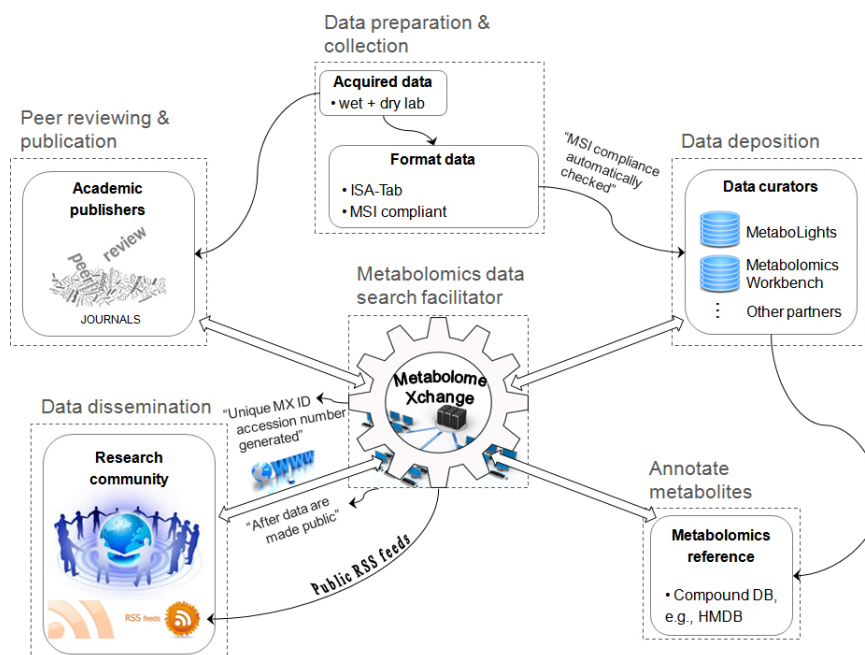 Data preparation &
collection
Acquired data
• wet + dry lab
Format data
• ISA-Tab
• MSI compliant
Peer reviewing &
publication
Academic
publishers
peer
review
JOURNALS
"MSI compliance
automatically
checked"
Data deposition
Data curators
MetaboLights
Metabolomics
Workbench
⋮ Other partners
Metabolomics data
search facilitator
Metabolome
Xchange
Data dissemination
Research
community
RSS feeds
"Unique MX ID
accession number
generated"
www
"After data are
made public"
Public RSS feeds
Annotate
metabolites
Metabolomics
reference
• Compound DB,
e.g., HMDB